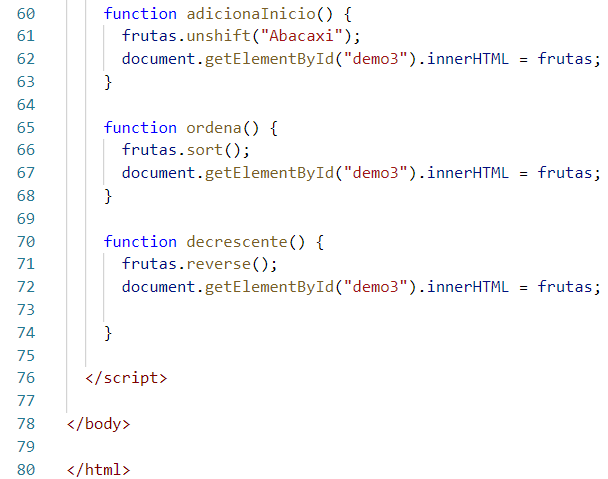 60 function adicionaInicio() {
61 frutas.unshift("Abacaxi");
62 document.getElementById("demo3").innerHTML = frutas;
63 }
64
65 function ordena() {
66 frutas.sort();
67 document.getElementById("demo3").innerHTML = frutas;
68 }
69
70 function decrescente() {
71 frutas.reverse();
72 document.getElementById("demo3").innerHTML = frutas;
73
74 }
75
76 </script>
77
78 </body>
79
80 </html>